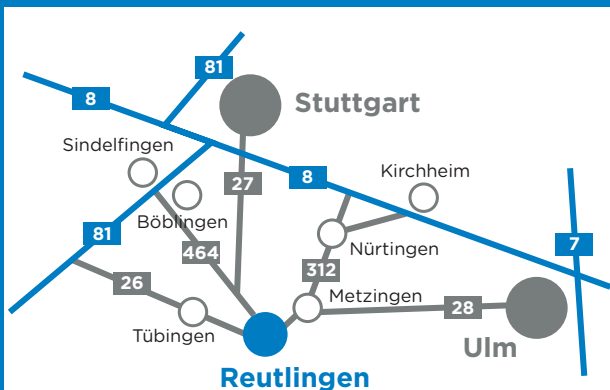 81
8
Stuttgart
Sindelfingen
Kirchheim
27
8
Böblingen
81
7
464
Nürtingen
312
26
Metzingen
28
Tübingen
Ulm
Reutlingen